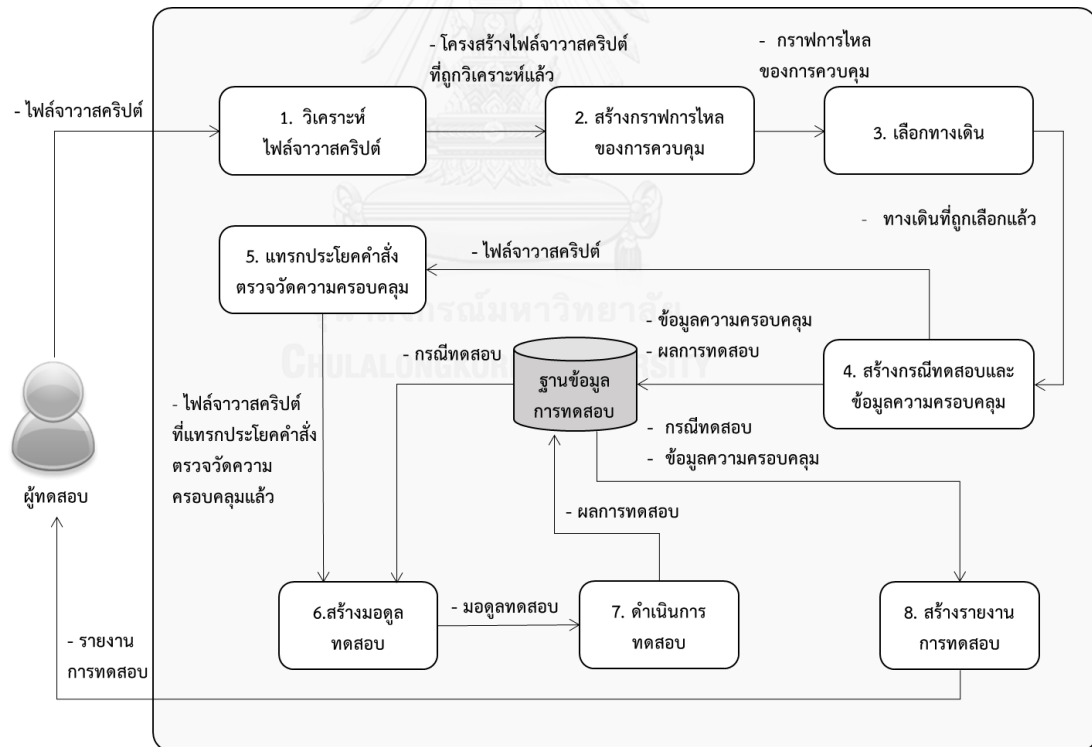 - โครงสร้างไฟล์จาวาสคริปต์
ที่ถูกวิเคราะห์แล้ว
- กราฟการไหล
ของการควบคุม
- ไฟล์จาวาสคริปต์
1. วิเคราะห์
ไฟล์จาวาสคริปต์
2. สร้างกราฟการไหล
ของการควบคุม
3. เลือกทางเดิน
- ทางเดินที่ถูกเลือกแล้ว
5. แทรกประโยคคำสั่ง
ตรวจวัดความครอบคลุม
- ไฟล์จาวาสคริปต์
จุฬาลงกรณ์มหาวิทยาลัย
CHULALONGKORN UNIVERSITY
- ข้อมูลความครอบคลุม
- ผลการทดสอบ
- กรณีทดสอบ
ฐานข้อมูล
การทดสอบ
4. สร้างกรณีทดสอบและ
ข้อมูลความครอบคลุม
- ไฟล์จาวาสคริปต์
ที่แทรกประโยคคำสั่ง
ตรวจวัดความ
ครอบคลุมแล้ว
- กรณีทดสอบ
- ข้อมูลความครอบคลุม
ผู้ทดสอบ
- ผลการทดสอบ
6.สร้างมอดูล
ทดสอบ
- มอดูลทดสอบ
7. ดำเนินการ
ทดสอบ
8. สร้างรายงาน
การทดสอบ
- รายงาน
การทดสอบ